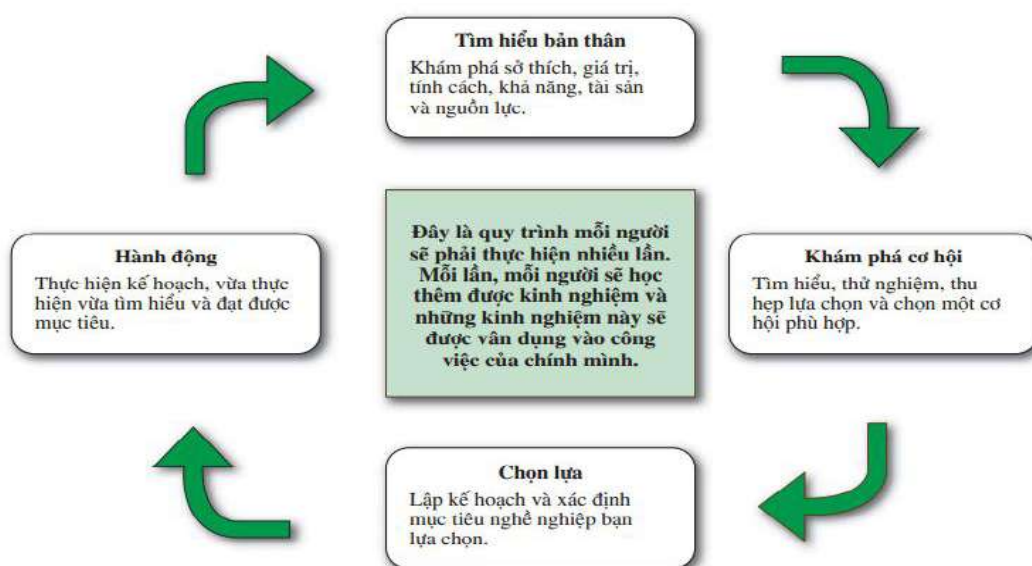 Tìm hiểu bản thân
Khám phá sở thích, giá trị,
tính cách, khả năng, tài sản
và nguồn lực.
Khám phá cơ hội
Tìm hiểu, thử nghiệm, thu
hẹp lựa chọn và chọn một cơ
hội phù hợp.
Chọn lựa
Lập kế hoạch và xác định
mục tiêu nghề nghiệp bạn
lựa chọn.
Hành động
Thực hiện kế hoạch, vừa thực
hiện vừa tìm hiểu và đạt được
mục tiêu.
Đây là quy trình mỗi người
sẽ phải thực hiện nhiều lần.
Mỗi lần, mỗi người sẽ học
thêm được kinh nghiệm và
những kinh nghiệm này sẽ
được vân dụng vào công
việc của chính mình.